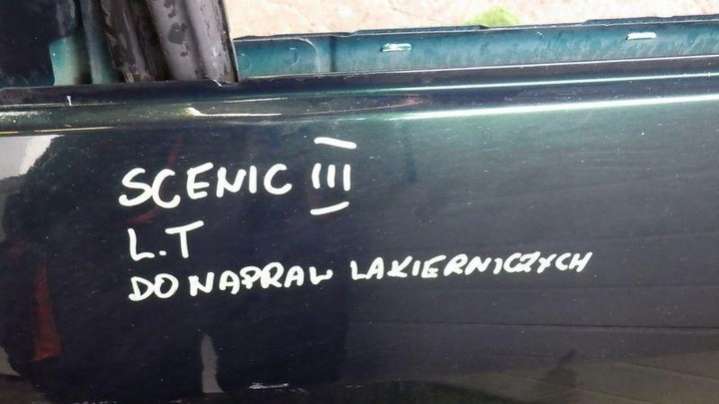 SCENIC III
L.T
DO NAPRAW LAKIERNICZYCH